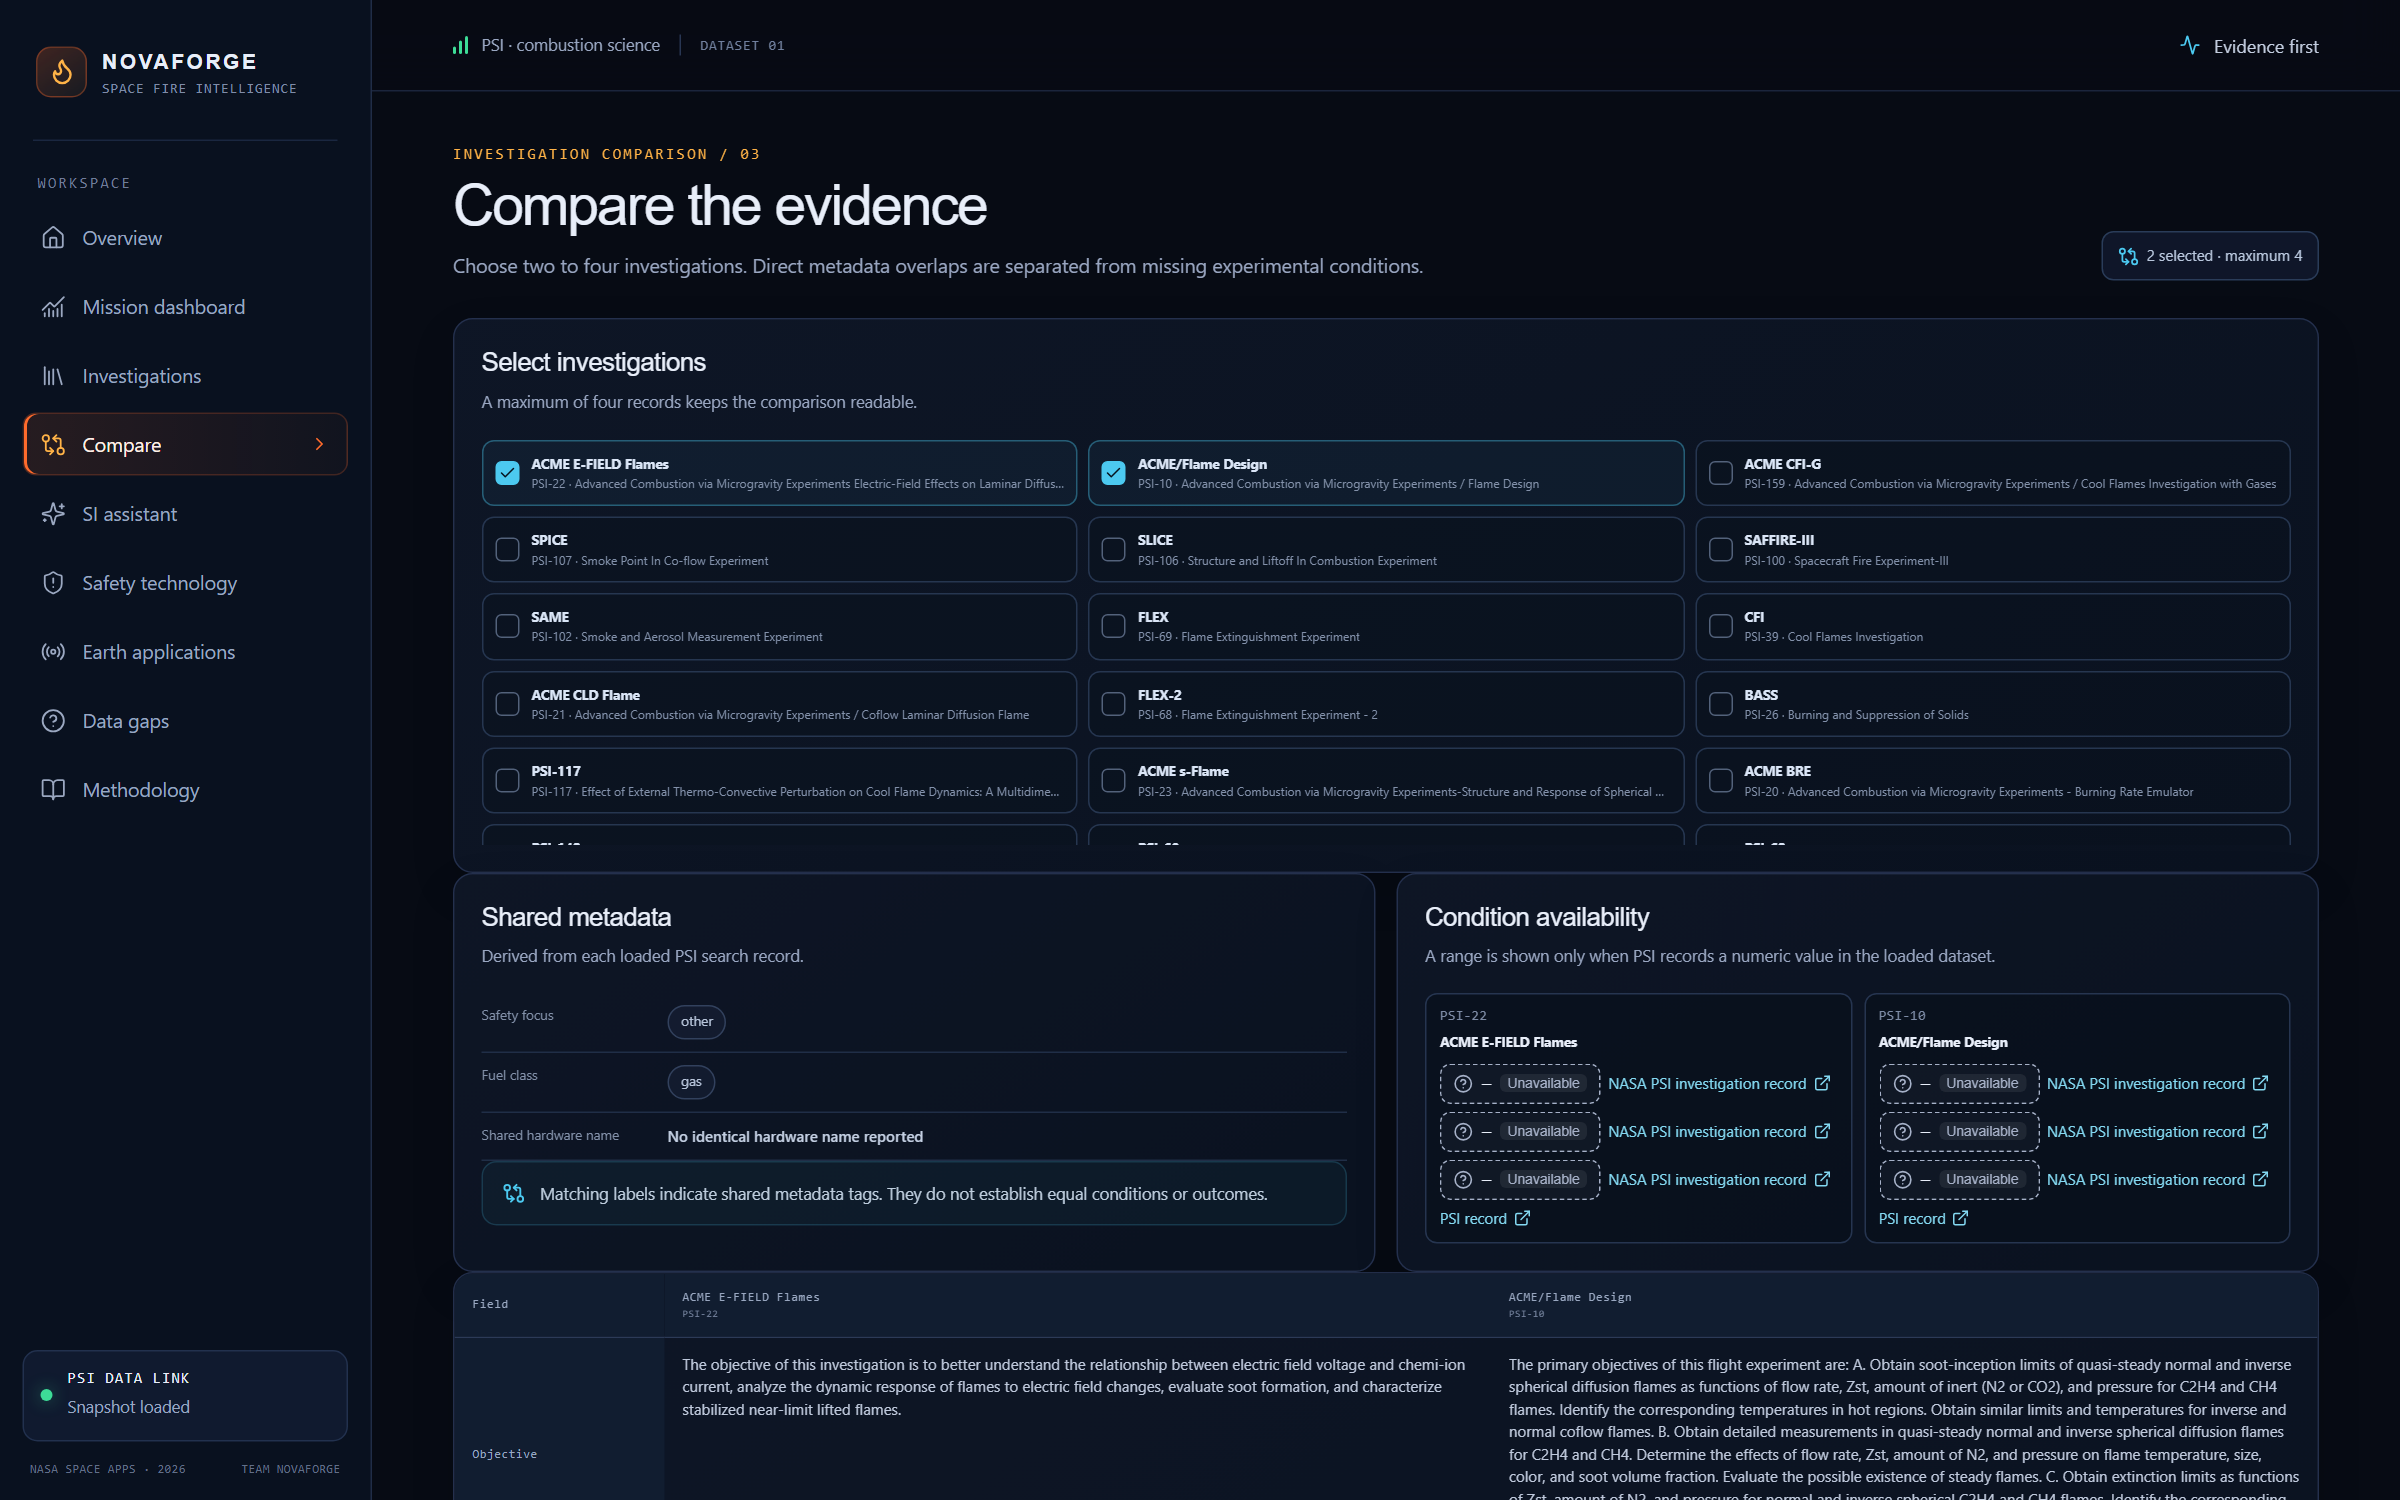 NOVAFORGE
SPACE FIRE INTELLIGENCE
WORKSPACE
Overview
Mission dashboard
Investigations
Compare
SI assistant
Safety technology
Earth applications
Data gaps
Methodology
PSI DATA LINK
Snapshot loaded
NASA SPACE APPS · 2026 TEAM NOVAFORGE
PSI · combustion science DATASET 01
Evidence first
INVESTIGATION COMPARISON / 03
Compare the evidence
Choose two to four investigations. Direct metadata overlaps are separated from missing experimental conditions.
2 selected · maximum 4
Select investigations
A maximum of four records keeps the comparison readable.
ACME E-FIELD Flames
PSI-22 · Advanced Combustion via Microgravity Experiments Electric-Field Effects on Laminar Diffus...
ACME/Flame Design
PSI-10 · Advanced Combustion via Microgravity Experiments / Flame Design
ACME CFI-G
PSI-159 · Advanced Combustion via Microgravity Experiments / Cool Flames Investigation with Gases
SPICE
PSI-107 · Smoke Point In Co-flow Experiment
SLICE
PSI-106 · Structure and Liftoff In Combustion Experiment
SAFFIRE-III
PSI-100 · Spacecraft Fire Experiment-III
SAME
PSI-102 · Smoke and Aerosol Measurement Experiment
FLEX
PSI-69 · Flame Extinguishment Experiment
CFI
PSI-39 · Cool Flames Investigation
ACME CLD Flame
PSI-21 · Advanced Combustion via Microgravity Experiments / Coflow Laminar Diffusion Flame
FLEX-2
PSI-68 · Flame Extinguishment Experiment - 2
BASS
PSI-26 · Burning and Suppression of Solids
PSI-117
PSI-117 · Effect of External Thermo-Convective Perturbation on Cool Flame Dynamics: A Multidime...
ACME s-Flame
PSI-23 · Advanced Combustion via Microgravity Experiments-Structure and Response of Spherical ...
ACME BRE
PSI-20 · Advanced Combustion via Microgravity Experiments - Burning Rate Emulator
Shared metadata
Derived from each loaded PSI search record.
Safety focus other
Fuel class gas
Shared hardware name No identical hardware name reported
Matching labels indicate shared metadata tags. They do not establish equal conditions or outcomes.
Condition availability
A range is shown only when PSI records a numeric value in the loaded dataset.
PSI-22
ACME E-FIELD Flames
— Unavailable NASA PSI investigation record
— Unavailable NASA PSI investigation record
— Unavailable NASA PSI investigation record
PSI record
PSI-10
ACME/Flame Design
— Unavailable NASA PSI investigation record
— Unavailable NASA PSI investigation record
— Unavailable NASA PSI investigation record
PSI record
Field
ACME E-FIELD Flames
PSI-22
ACME/Flame Design
PSI-10
Objective
The objective of this investigation is to better understand the relationship between electric field voltage and chemi-ion
current, analyze the dynamic response of flames to electric field changes, evaluate soot formation, and characterize
stabilized near-limit lifted flames.
The primary objectives of this flight experiment are: A. Obtain soot-inception limits of quasi-steady normal and inverse
spherical diffusion flames as functions of flow rate, Zst, amount of inert (N2 or CO2), and pressure for C2H4 and CH4
flames. Identify the corresponding temperatures in hot regions. Obtain similar limits and temperatures for inverse and
normal coflow flames. B. Obtain detailed measurements in quasi-steady normal and inverse spherical diffusion flames
for C2H4 and CH4. Determine the effects of flow rate, Zst, amount of N2, and pressure on flame temperature, size,
color, and soot volume fraction. Evaluate the possible existence of steady flames. C. Obtain extinction limits as functions
of Zst, amount of N2, and pressure for normal and inverse spherical C2H4 and CH4 flames. Identify the corresponding